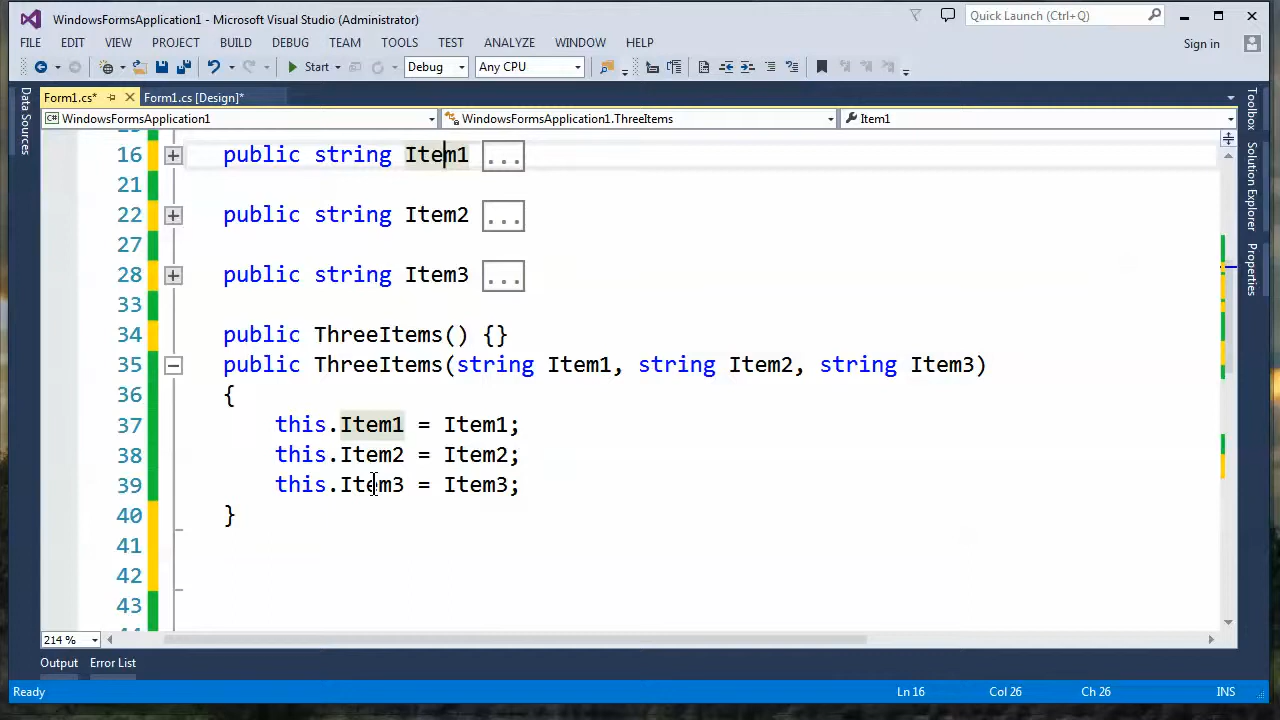 WindowsFormsApplication1 - Microsoft Visual Studio (Administrator)
Quick Launch (Ctrl+Q)
FILE EDIT VIEW PROJECT BUILD DEBUG TEAM TOOLS TEST ANALYZE WINDOW HELP
Sign in
Start Debug Any CPU
Form1.cs* Form1.cs [Design]*
WindowsFormsApplication1 WindowsFormsApplication1.ThreeItems Item1
Data Sources
Toolbox
Solution Explorer
Properties
16 public string Item1 ...
21
22 public string Item2 ...
27
28 public string Item3 ...
33
34 public ThreeItems() {}
35 public ThreeItems(string Item1, string Item2, string Item3)
36 {
37 this.Item1 = Item1;
38 this.Item2 = Item2;
39 this.Item3 = Item3;
40 }
41
42
43
214 %
Output Error List
Ready Ln 16 Col 26 Ch 26 INS